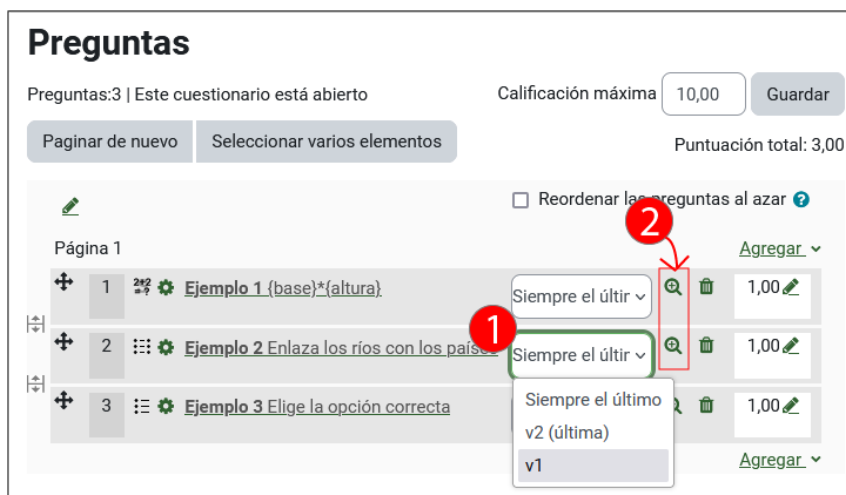 Preguntas
Preguntas:3 | Este cuestionario está abierto
Calificación máxima 10,00 Guardar
Paginar de nuevo Seleccionar varios elementos
Puntuación total: 3,00
Reordenar las preguntas al azar ?
2
Página 1
Agregar
1 2+2 =? Ejemplo 1 {base}*{altura} Siempre el últir 1,00
1
2 Ejemplo 2 Enlaza los ríos con los países Siempre el últir 1,00
3 Ejemplo 3 Elige la opción correcta 1,00
Siempre el último
v2 (última)
v1
Agregar